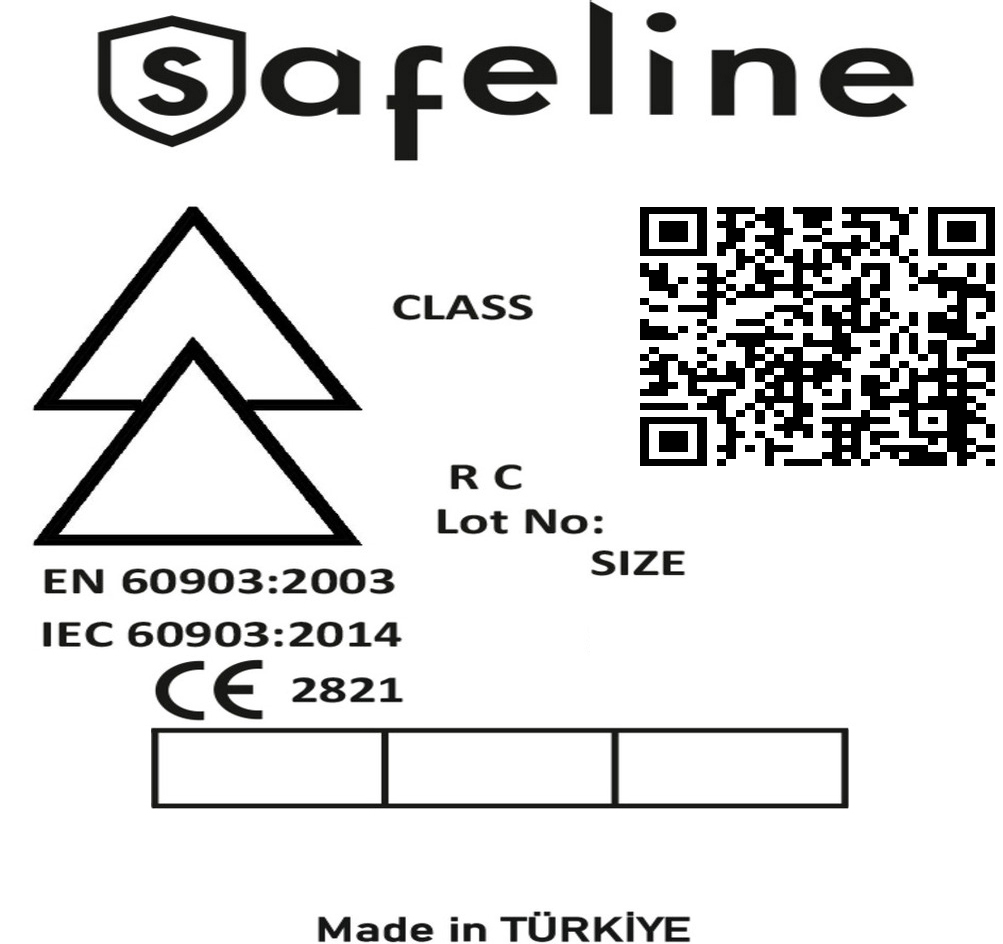 safeline
CLASS
R C
Lot No:
SIZE
EN 60903:2003
IEC 60903:2014
CE 2821
Made in TÜRKİYE